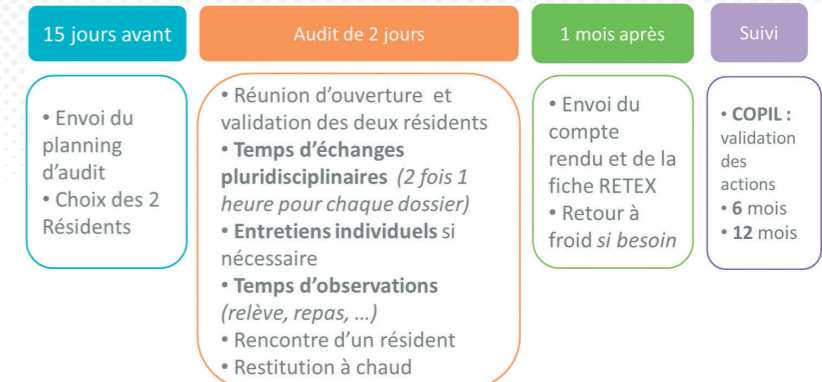 15 jours avant
• Envoi du
planning
d'audit
• Choix des 2
Résidents
Audit de 2 jours
• Réunion d'ouverture et
validation des deux résidents
• Temps d'échanges
pluridisciplinaires (2 fois 1
heure pour chaque dossier)
• Entretiens individuels si
nécessaire
• Temps d'observations
(relève, repas, …)
• Rencontre d'un résident
• Restitution à chaud
1 mois après
• Envoi du
compte
rendu et de la
fiche RETEX
• Retour à
froid si besoin
Suivi
• COPIL :
validation
des
actions
• 6 mois
• 12 mois